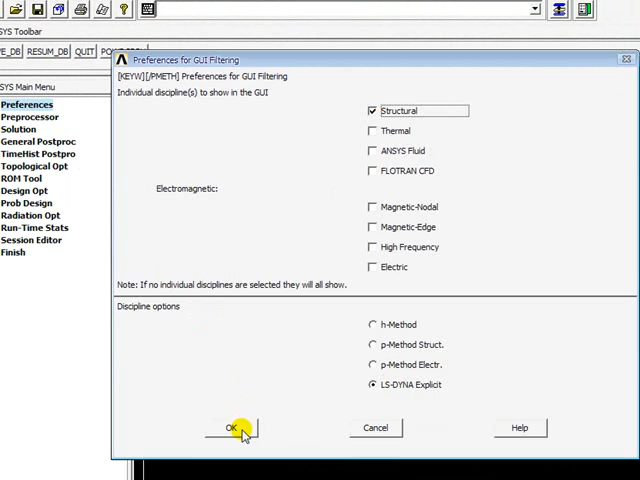 SYS Toolbar
VE_DB RESUM_DB QUIT
SYS Main Menu
Preferences
Preprocessor
Solution
General Postproc
TimeHist Postpro
Topological Opt
ROM Tool
Design Opt
Prob Design
Radiation Opt
Run-Time Stats
Session Editor
Finish
Preferences for GUI Filtering
[KEYW][/PMETH] Preferences for GUI Filtering
Individual discipline(s) to show in the GUI
Structural
Thermal
ANSYS Fluid
FLOTRAN CFD
Electromagnetic:
Magnetic-Nodal
Magnetic-Edge
High Frequency
Electric
Note: If no individual disciplines are selected they will all show.
Discipline options
h-Method
p-Method Struct.
p-Method Electr.
LS-DYNA Explicit
OK Cancel Help